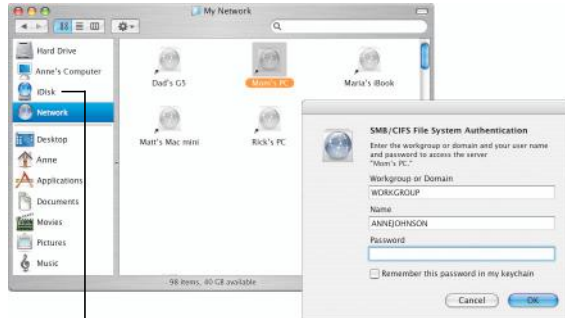 My Network
Hard Drive
Anne's Computer
iDisk
Network
Desktop
Anne
Applications
Documents
Movies
Pictures
Music
Dad's G5
Mom's PC
Maria's iBook
Matt's Mac mini
Rick's PC
98 items, 40 GB available
SMB/CIFS File System Authentication
Enter the workgroup or domain and your user name
and password to access the server
"Mom's PC."
Workgroup or Domain
WORKGROUP
Name
ANNEJOHNSON
Password
Remember this password in my keychain
Cancel
OK